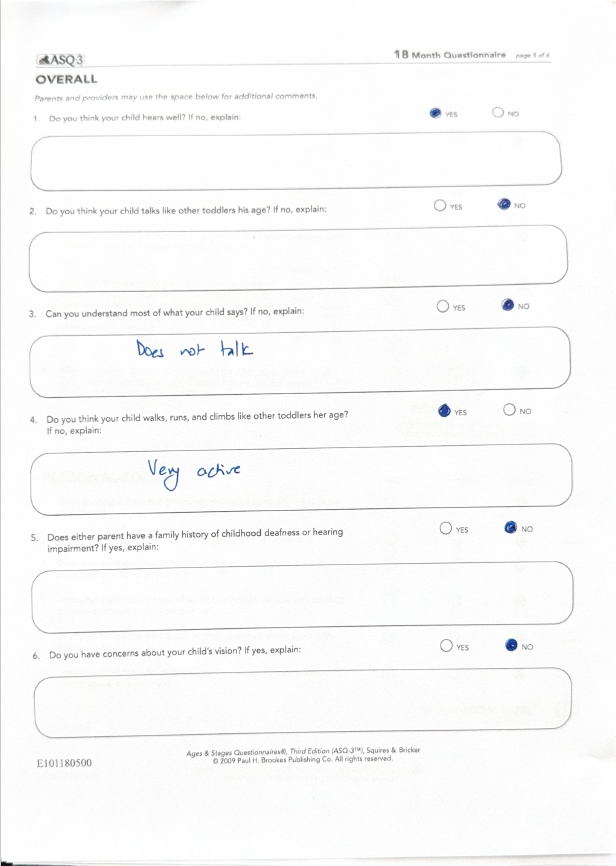 ASQ3
18 Month Questionnaire page 5 of 6
OVERALL
Parents and providers may use the space below for additional comments.
1. Do you think your child hears well? If no, explain: YES NO
2. Do you think your child talks like other toddlers his age? If no, explain: YES NO
3. Can you understand most of what your child says? If no, explain: YES NO
Does not talk
4. Do you think your child walks, runs, and climbs like other toddlers her age? YES NO
If no, explain:
Very active
5. Does either parent have a family history of childhood deafness or hearing YES NO
impairment? If yes, explain:
6. Do you have concerns about your child's vision? If yes, explain: YES NO
Ages & Stages Questionnaires®, Third Edition (ASQ-3™), Squires & Bricker
E101180500 © 2009 Paul H. Brookes Publishing Co. All rights reserved.